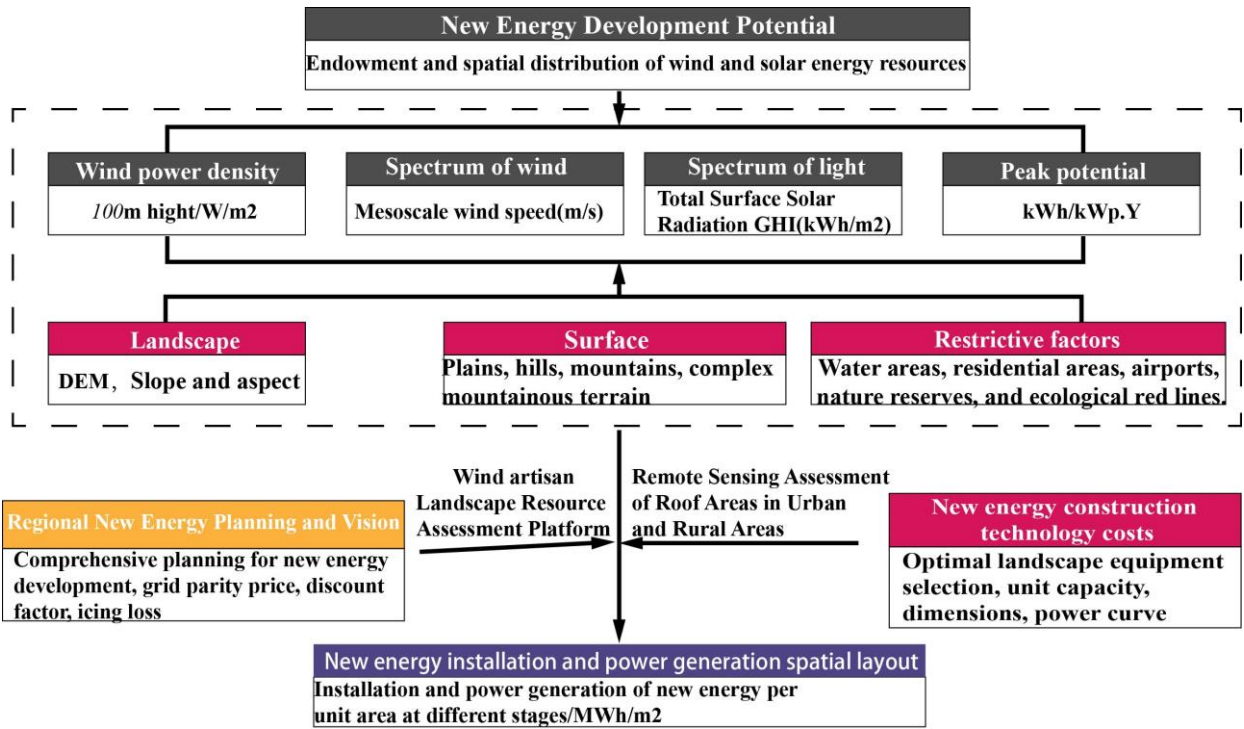 New Energy Development Potential
Endowment and spatial distribution of wind and solar energy resources
Wind power density
100m hight/W/m2
Spectrum of wind
Mesoscale wind speed(m/s)
Spectrum of light
Total Surface Solar
Radiation GHI(kWh/m2)
Peak potential
kWh/kWp.Y
Landscape
DEM，Slope and aspect
Surface
Plains, hills, mountains, complex
mountainous terrain
Restrictive factors
Water areas, residential areas, airports,
nature reserves, and ecological red lines.
Wind artisan
Landscape Resource
Assessment Platform
Remote Sensing Assessment
of Roof Areas in Urban
and Rural Areas
Regional New Energy Planning and Vision
Comprehensive planning for new energy
development, grid parity price, discount
factor, icing loss
New energy construction
technology costs
Optimal landscape equipment
selection, unit capacity,
dimensions, power curve
New energy installation and power generation spatial layout
Installation and power generation of new energy per
unit area at different stages/MWh/m2